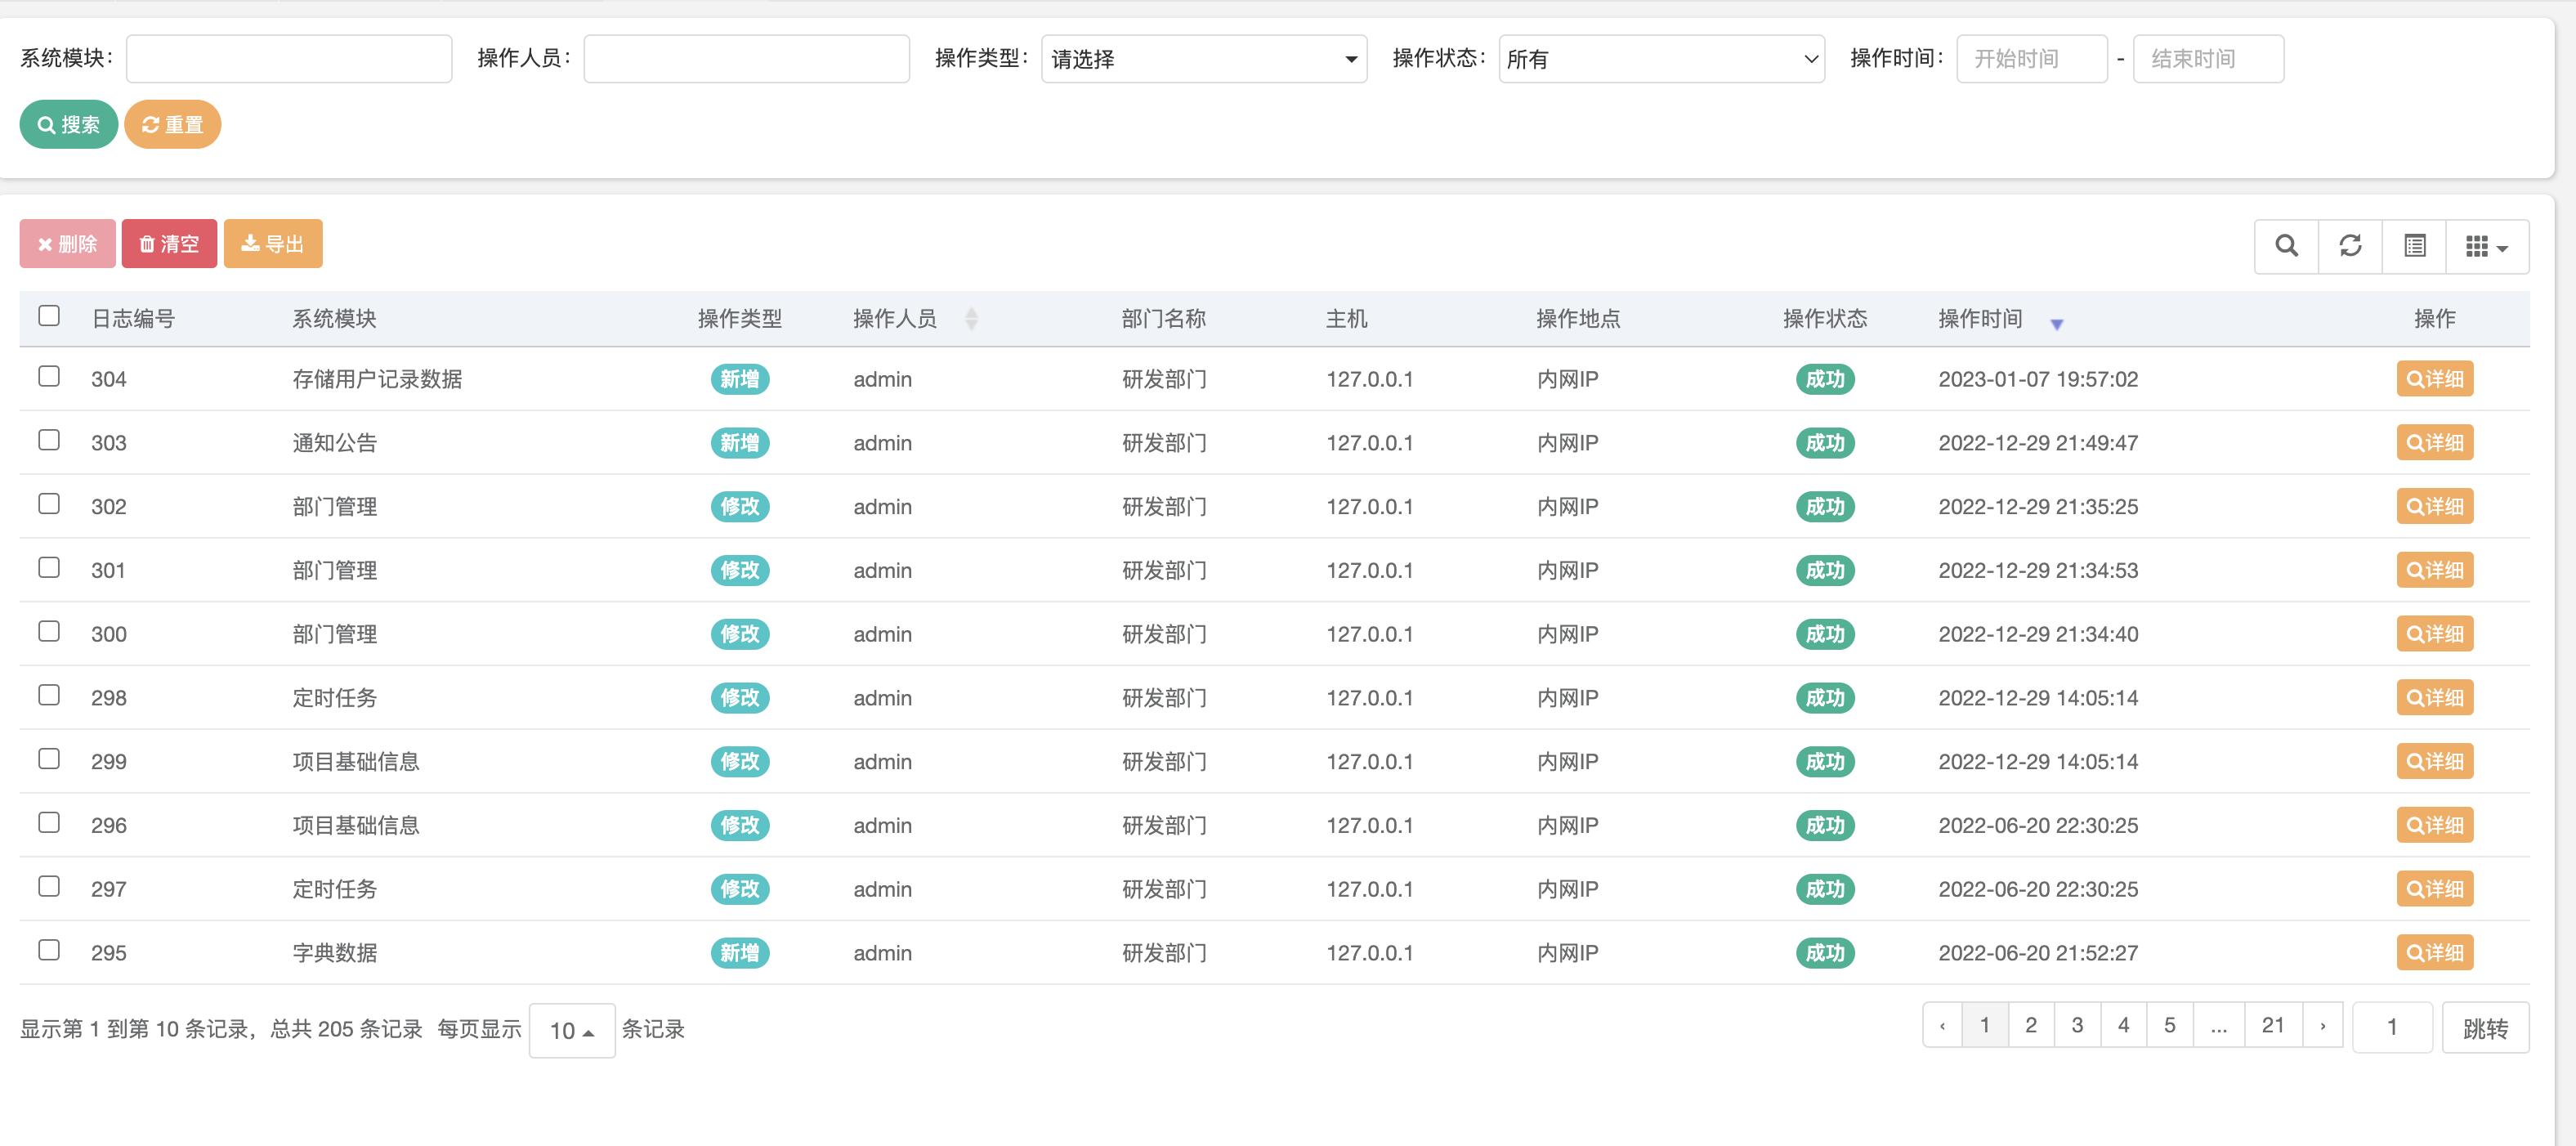 系统模块： 操作人员： 操作类型： 请选择 操作状态： 所有 操作时间： 开始时间 - 结束时间
搜索 重置
删除 清空 导出
日志编号 系统模块 操作类型 操作人员 部门名称 主机 操作地点 操作状态 操作时间 操作
304 存储用户记录数据 新增 admin 研发部门 127.0.0.1 内网IP 成功 2023-01-07 19:57:02 详细
303 通知公告 新增 admin 研发部门 127.0.0.1 内网IP 成功 2022-12-29 21:49:47 详细
302 部门管理 修改 admin 研发部门 127.0.0.1 内网IP 成功 2022-12-29 21:35:25 详细
301 部门管理 修改 admin 研发部门 127.0.0.1 内网IP 成功 2022-12-29 21:34:53 详细
300 部门管理 修改 admin 研发部门 127.0.0.1 内网IP 成功 2022-12-29 21:34:40 详细
298 定时任务 修改 admin 研发部门 127.0.0.1 内网IP 成功 2022-12-29 14:05:14 详细
299 项目基础信息 修改 admin 研发部门 127.0.0.1 内网IP 成功 2022-12-29 14:05:14 详细
296 项目基础信息 修改 admin 研发部门 127.0.0.1 内网IP 成功 2022-06-20 22:30:25 详细
297 定时任务 修改 admin 研发部门 127.0.0.1 内网IP 成功 2022-06-20 22:30:25 详细
295 字典数据 新增 admin 研发部门 127.0.0.1 内网IP 成功 2022-06-20 21:52:27 详细
显示第 1 到第 10 条记录，总共 205 条记录 每页显示 10 条记录 ‹ 1 2 3 4 5 ... 21 › 1 跳转